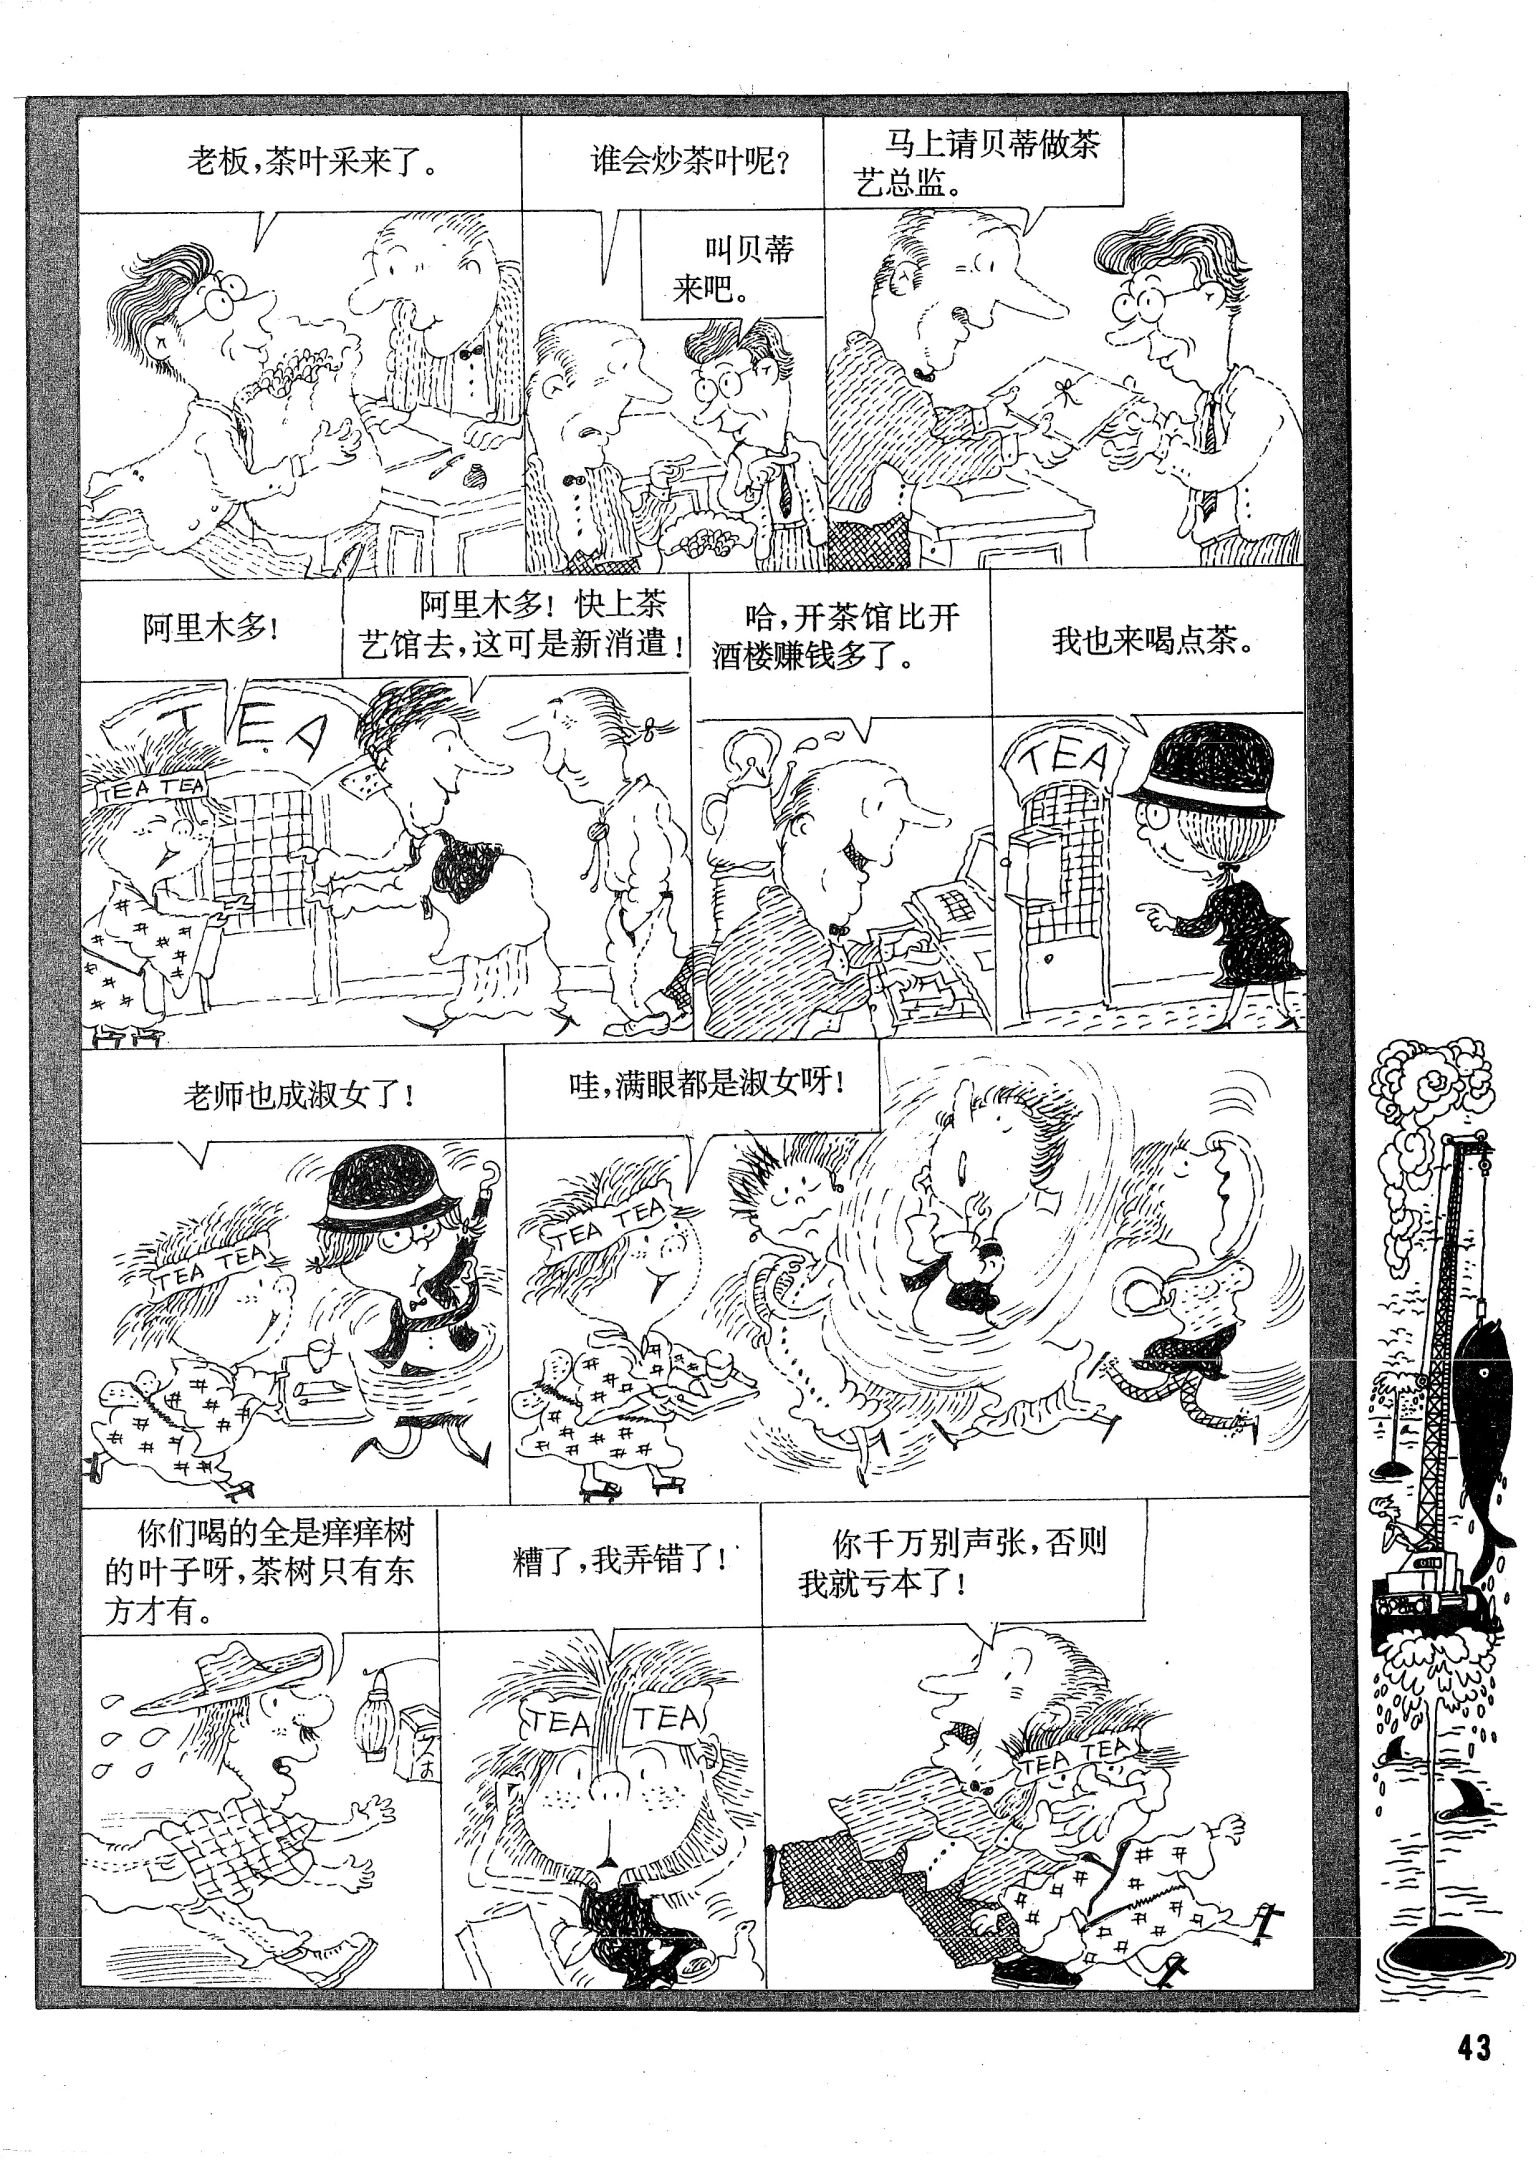 老板,茶叶采来了。
谁会炒茶叶呢?
叫贝蒂
来吧。
马上请贝蒂做茶
艺总监。
阿里木多!
阿里木多! 快上茶
艺馆去,这可是新消遣!
TEA
TEA TEA
哈,开茶馆比开
酒楼赚钱多了。
我也来喝点茶。
TEA
老师也成淑女了!
TEA TEA
哇,满眼都是淑女呀!
TEA TEA
你们喝的全是痒痒树
的叶子呀,茶树只有东
方才有。
糟了,我弄错了!
TEA TEA
你千万别声张,否则
我就亏本了!
TEA TEA
43